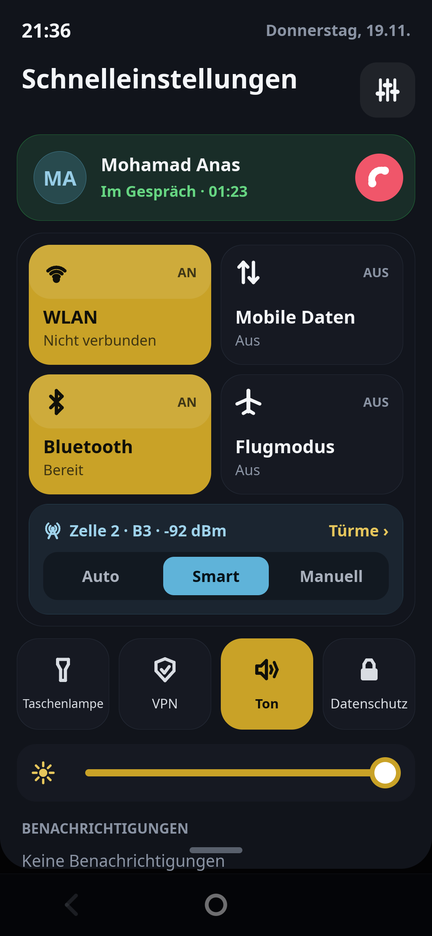 21:36
Donnerstag, 19.11.
Schnelleinstellungen
MA
Mohamad Anas
Im Gespräch · 01:23
AN
WLAN
Nicht verbunden
AUS
Mobile Daten
Aus
AN
Bluetooth
Bereit
AUS
Flugmodus
Aus
Zelle 2 · B3 · -92 dBm
Türme ›
Auto
Smart
Manuell
Taschenlampe
VPN
Ton
Datenschutz
BENACHRICHTIGUNGEN
Keine Benachrichtigungen